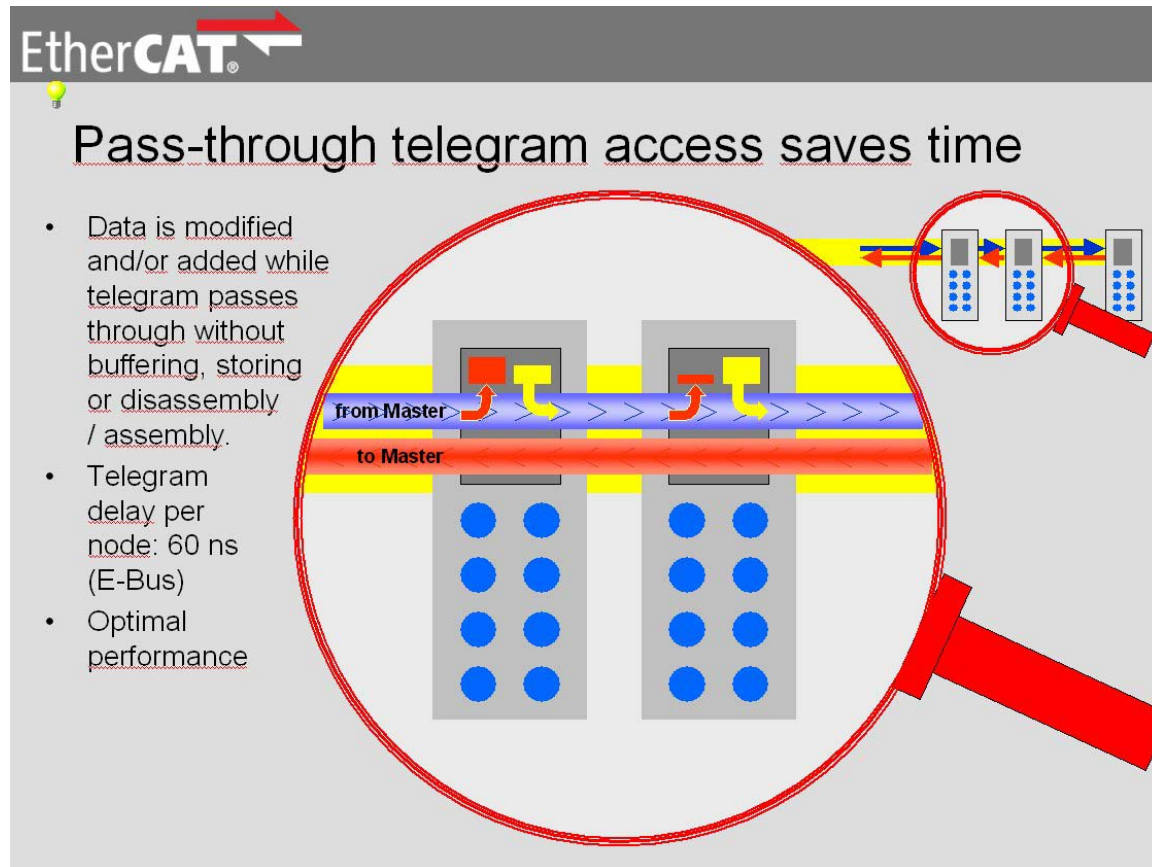 EtherCAT®
Pass-through telegram access saves time
• Data is modified
and/or added while
telegram passes
through without
buffering, storing
or disassembly
/ assembly.
• Telegram
delay per
node: 60 ns
(E-Bus)
• Optimal
performance
from Master
to Master